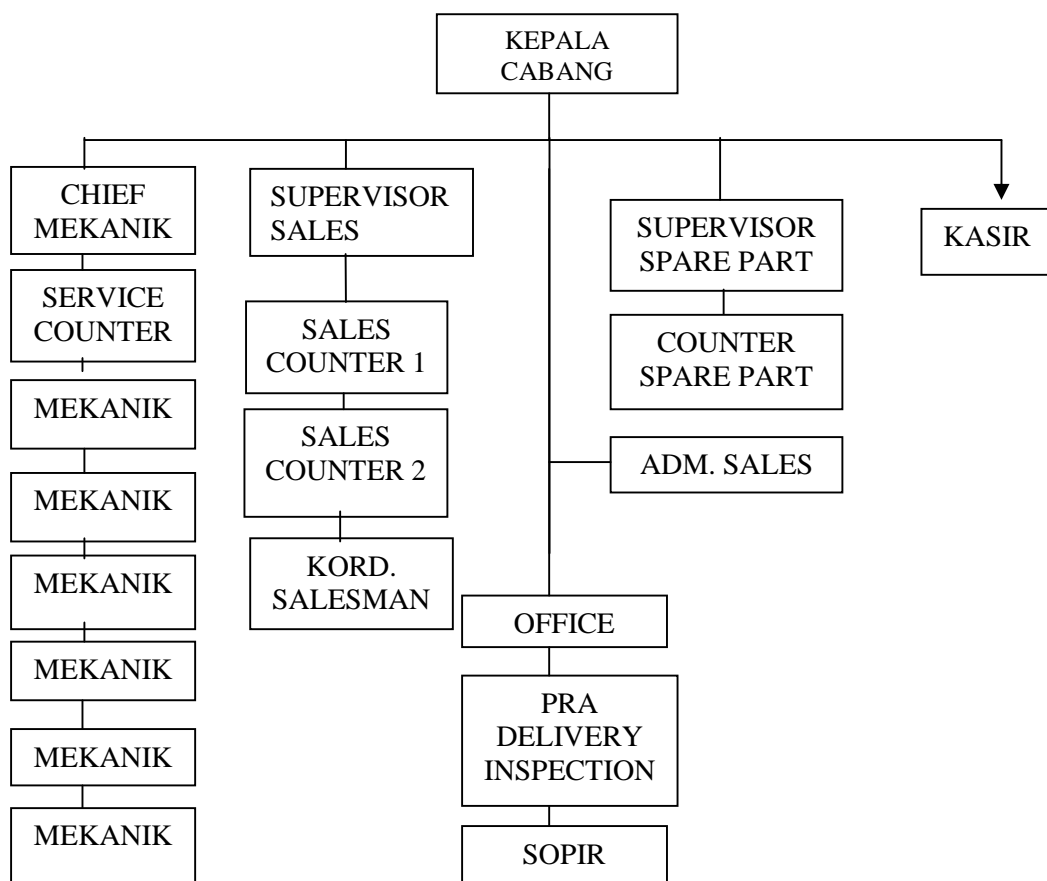 KEPALA
CABANG
CHIEF
MEKANIK
SERVICE
COUNTER
MEKANIK
MEKANIK
MEKANIK
MEKANIK
MEKANIK
MEKANIK
SUPERVISOR
SALES
SALES
COUNTER 1
SALES
COUNTER 2
KORD.
SALESMAN
SUPERVISOR
SPARE PART
COUNTER
SPARE PART
ADM. SALES
OFFICE
PRA
DELIVERY
INSPECTION
SOPIR
KASIR